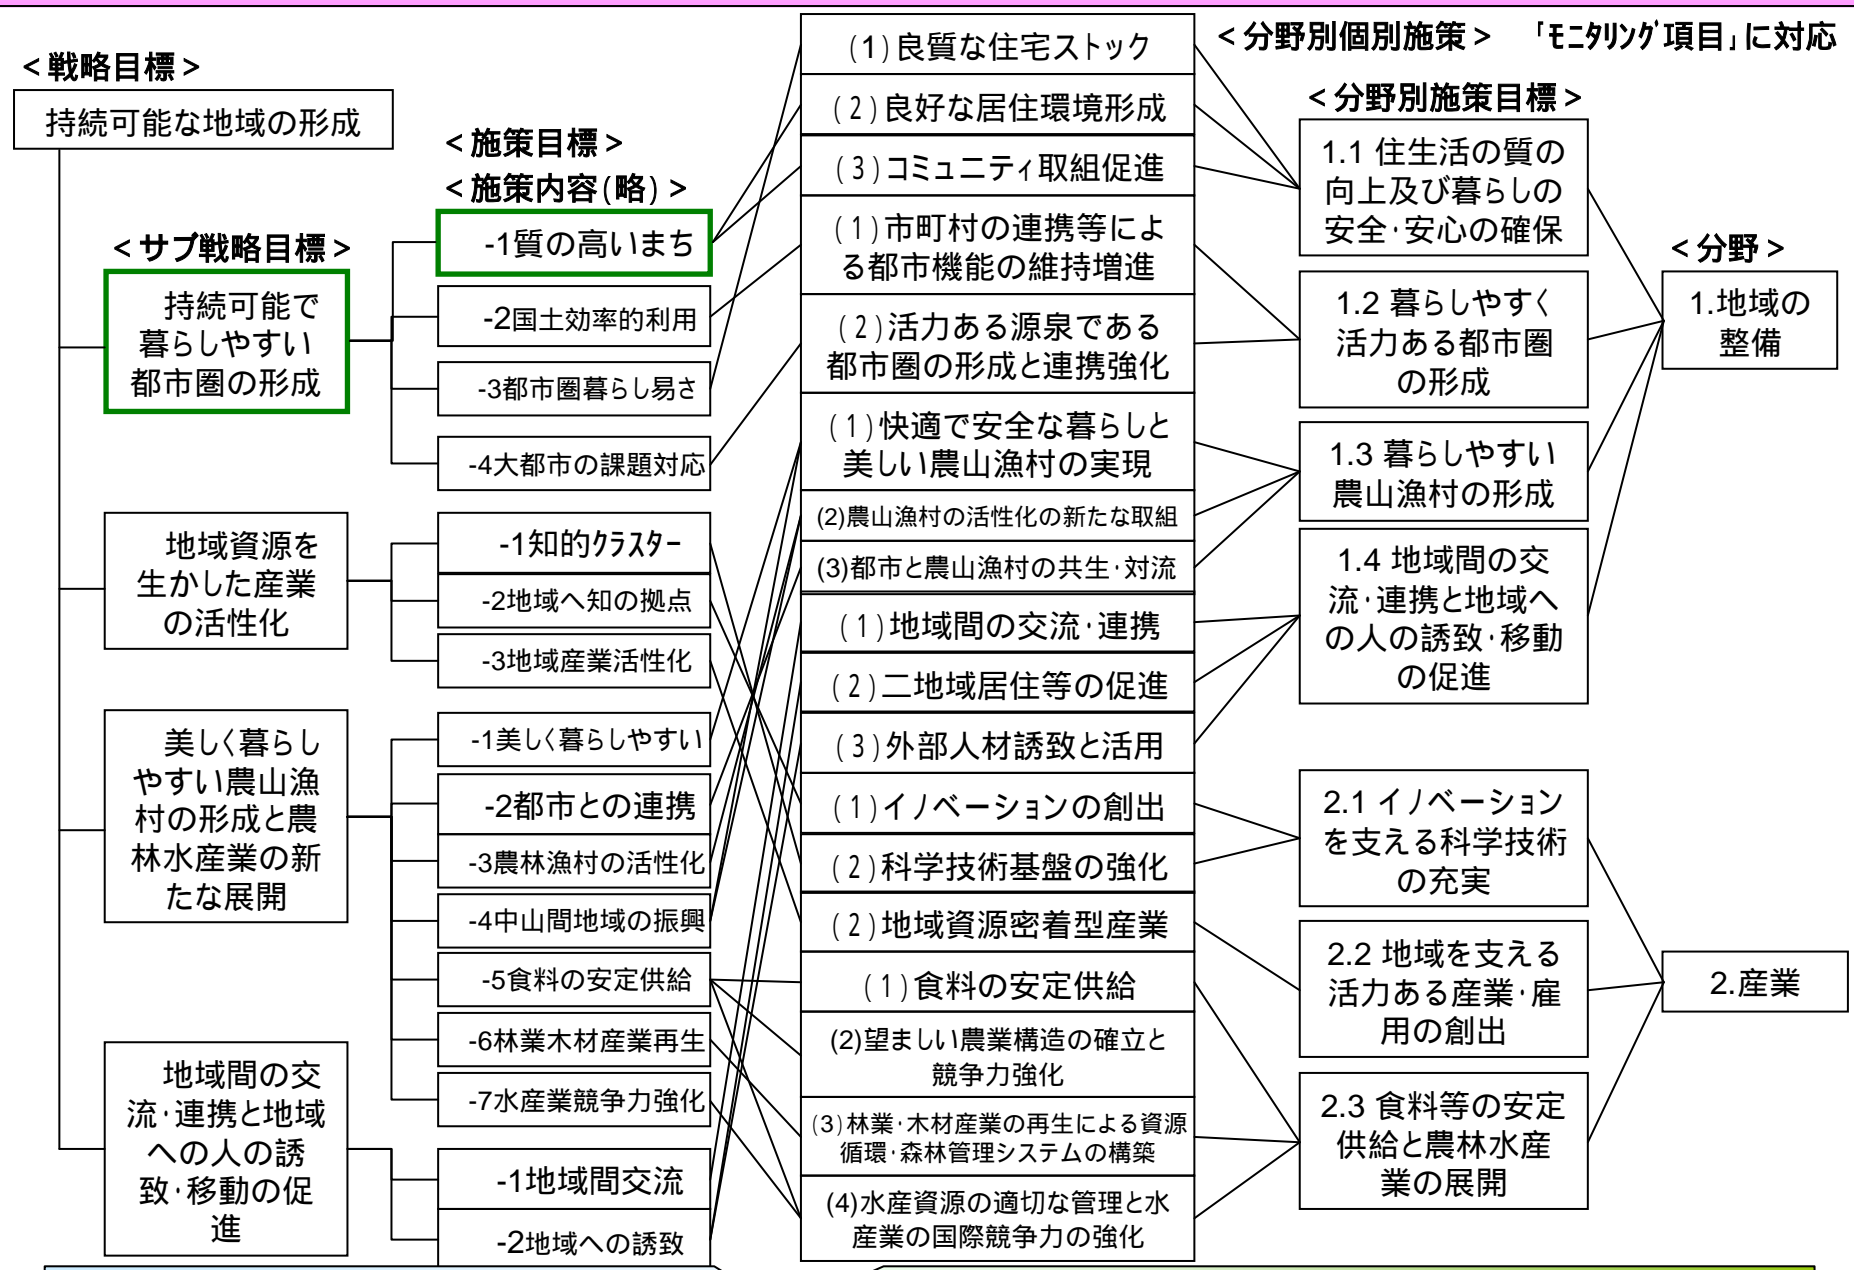 ＜戦略目標＞
持続可能な地域の形成
＜サブ戦略目標＞
持続可能で
暮らしやすい
都市圏の形成
地域資源を
生かした産業
の活性化
美しく暮らし
やすい農山漁
村の形成と農
林水産業の新
たな展開
地域間の交
流・連携と地域
への人の誘
致・移動の促
進
＜施策目標＞
＜施策内容(略)＞
-1質の高いまち
-2国土効率的利用
-3都市圏暮らし易さ
-4大都市の課題対応
-1知的ｸﾗｽﾀｰ
-2地域へ知の拠点
-3地域産業活性化
-1美しく暮らしやすい
-2都市との連携
-3農林漁村の活性化
-4中山間地域の振興
-5食料の安定供給
-6林業木材産業再生
-7水産業競争力強化
-1地域間交流
-2地域への誘致
＜分野別個別施策＞　「ﾓﾆﾀﾘﾝｸﾞ項目」に対応
(1)良質な住宅ストック
(2)良好な居住環境形成
(3)コミュニティ取組促進
(1)市町村の連携等によ
る都市機能の維持増進
(2)活力ある源泉である
都市圏の形成と連携強化
(1)快適で安全な暮らしと
美しい農山漁村の実現
(2)農山漁村の活性化の新たな取組
(3)都市と農山漁村の共生・対流
(1)地域間の交流・連携
(2)二地域居住等の促進
(3)外部人材誘致と活用
(1)イノベーションの創出
(2)科学技術基盤の強化
(2)地域資源密着型産業
(1)食料の安定供給
(2)望ましい農業構造の確立と
競争力強化
(3)林業・木材産業の再生による資源
循環・森林管理システムの構築
(4)水産資源の適切な管理と水
産業の国際競争力の強化
＜分野別施策目標＞
1.1 住生活の質の
向上及び暮らしの
安全・安心の確保
1.2 暮らしやすく
活力ある都市圏
の形成
1.3 暮らしやすい
農山漁村の形成
1.4 地域間の交
流・連携と地域へ
の人の誘致・移動
の促進
2.1 イノベーション
を支える科学技術
の充実
2.2 地域を支える
活力ある産業・雇
用の創出
2.3 食料等の安定
供給と農林水産
業の展開
＜分野＞
1.地域の
整備
2.産業